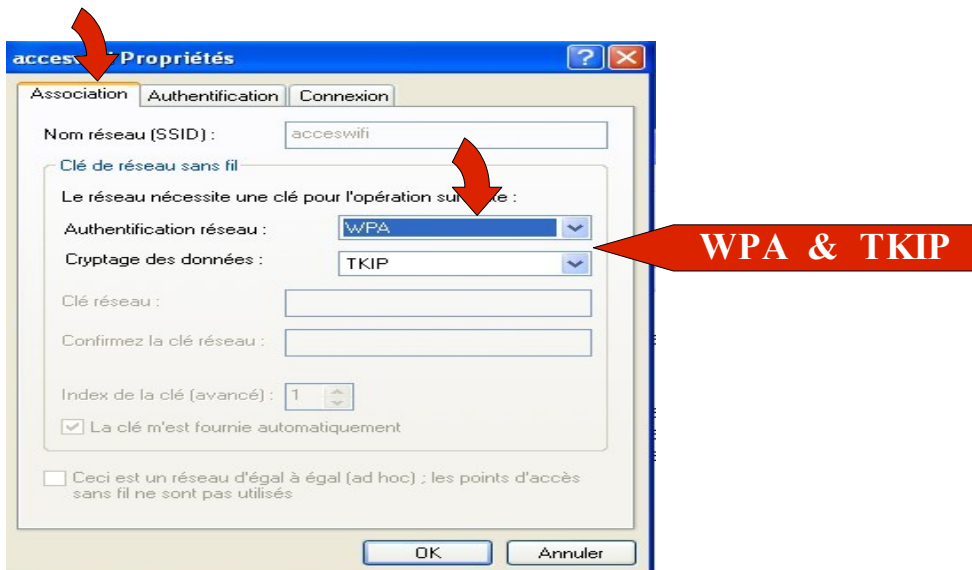 Propriétés
Association Authentification Connexion
Nom réseau (SSID) : acceswifi
Clé de réseau sans fil
Le réseau nécessite une clé pour l'opération :
Authentification réseau : WPA
WPA & TKIP
Cryptage des données : TKIP
Clé réseau :
Confirmez la clé réseau :
Index de la clé (avancé) : 1
La clé m'est fournie automatiquement
Ceci est un réseau d'égal à égal (ad hoc) ; les points d'accès
sans fil ne sont pas utilisés
OK Annuler